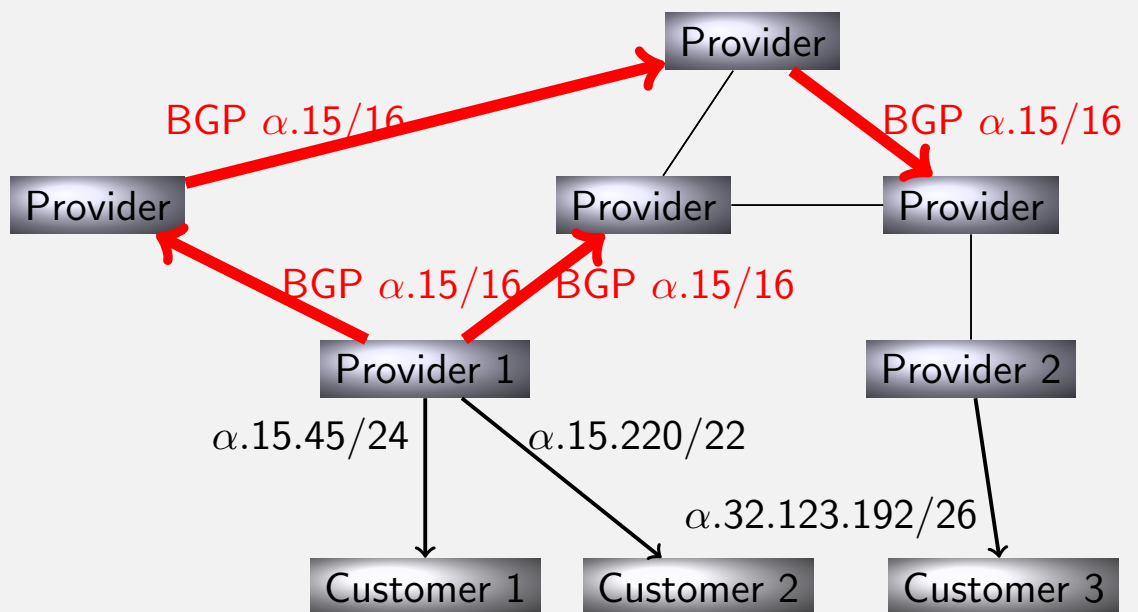 Provider
BGP α.15/16
BGP α.15/16
Provider
Provider
Provider
BGP α.15/16
BGP α.15/16
Provider 1
Provider 2
α.15.45/24
α.15.220/22
α.32.123.192/26
Customer 1
Customer 2
Customer 3